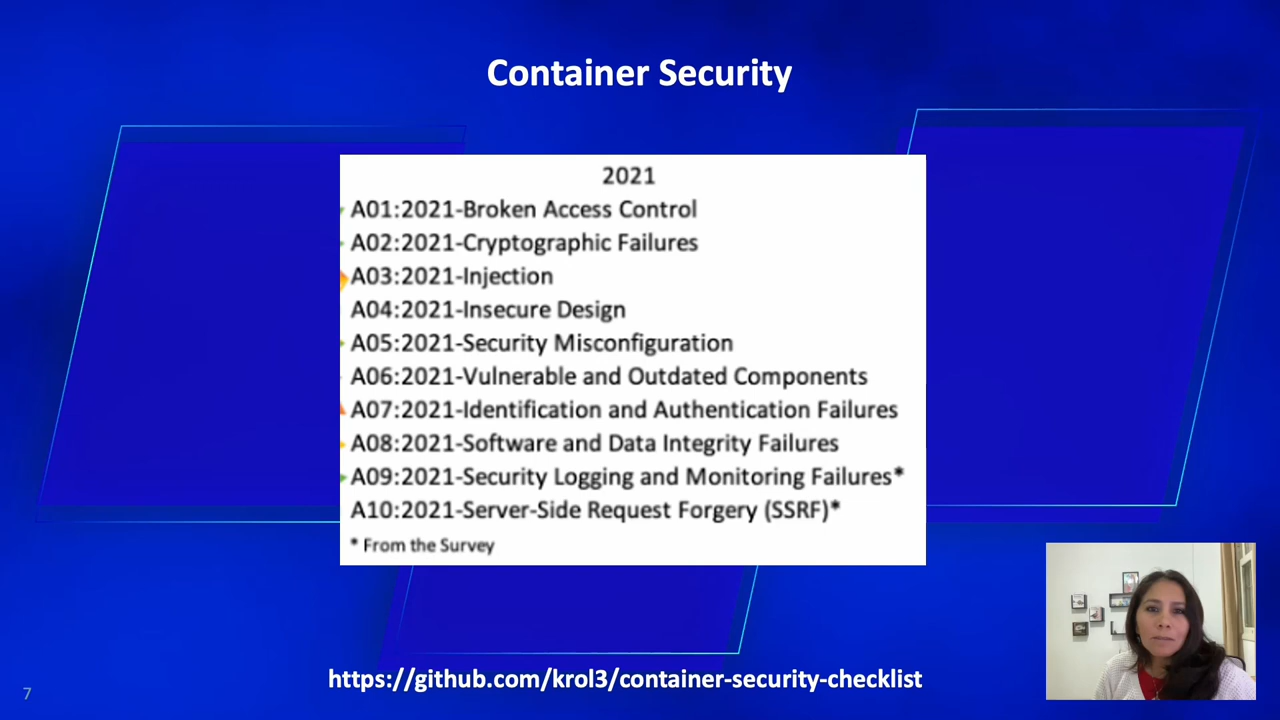 Container Security
2021
A01:2021-Broken Access Control
A02:2021-Cryptographic Failures
A03:2021-Injection
A04:2021-Insecure Design
A05:2021-Security Misconfiguration
A06:2021-Vulnerable and Outdated Components
A07:2021-Identification and Authentication Failures
A08:2021-Software and Data Integrity Failures
A09:2021-Security Logging and Monitoring Failures*
A10:2021-Server-Side Request Forgery (SSRF)*
* From the Survey
https://github.com/krol3/container-security-checklist
7